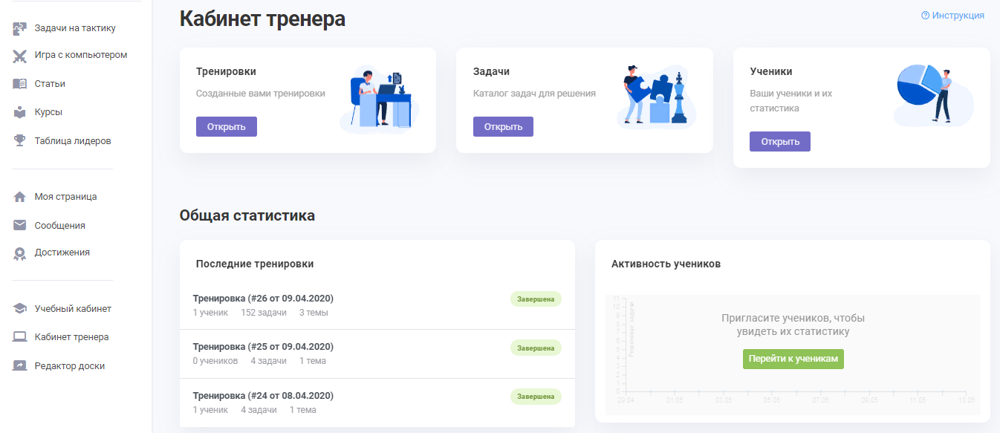 Задачи на тактику
Игра с компьютером
Статьи
Курсы
Таблица лидеров
Моя страница
Сообщения
Достижения
Учебный кабинет
Кабинет тренера
Редактор доски
Кабинет тренера
Инструкция
Тренировки
Созданные вами тренировки
Открыть
Задачи
Каталог задач для решения
Открыть
Ученики
Ваши ученики и их
статистика
Открыть
Общая статистика
Последние тренировки
Тренировка (#26 от 09.04.2020)
Завершена
1 ученик 152 задачи 3 темы
Тренировка (#25 от 09.04.2020)
Завершена
0 учеников 4 задачи 1 тема
Тренировка (#24 от 08.04.2020)
Завершена
1 ученик 4 задачи 1 тема
Активность учеников
Пригласите учеников, чтобы
увидеть их статистику
Перейти к ученикам
Решенные задачи
11
10
9
8
7
6
5
4
3
2
1
0
29.04 01.05 03.05 05.05 07.05 09.05 11.05 13.05